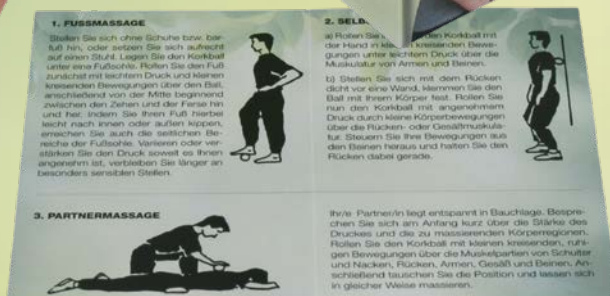 1. FUSSMASSAGE
Stellen Sie sich ohne Schuhe bzw. bar-
fuß hin, oder setzen Sie sich aufrecht
auf einen Stuhl. Legen Sie den Korkball
unter eine Fußsohle. Rollen Sie den Fuß
zunächst mit leichtem Druck und kleinen
kreisenden Bewegungen über den Ball,
anschließend von der Mitte beginnend
zwischen den Zehen und der Ferse hin
und her. Indem Sie Ihren Fuß hierbei
leicht nach innen oder außen kippen,
erreichen Sie auch die seitlichen Be-
reiche der Fußsohle. Variieren oder ver-
stärken Sie den Druck soweit es Ihnen
angenehm ist, verbleiben Sie länger an
besonders sensiblen Stellen.
2. SELB
a) Rollen Sie den Korkball mit
der Hand in kleinen kreisenden Bewe-
gungen unter leichtem Druck über die
Muskulatur von Armen und Beinen.
b) Stellen Sie sich mit dem Rücken
dicht vor eine Wand, klemmen Sie den
Ball mit Ihrem Körper fest. Rollen Sie
nun den Korkball mit angenehmem
Druck durch kleine Körperbewegungen
über die Rücken- oder Gesäßmuskula-
tur. Steuern Sie Ihre Bewegungen aus
den Beinen heraus und halten Sie den
Rücken dabei gerade.
3. PARTNERMASSAGE
Ihr/e Partner/in liegt entspannt in Bauchlage. Bespre-
chen Sie sich am Anfang kurz über die Stärke des
Druckes und die zu massierenden Körperregionen.
Rollen Sie den Korkball mit kleinen kreisenden, ruhi-
gen Bewegungen über die Muskelpartien von Schulter
und Nacken, Rücken, Armen, Gesäß und Beinen. An-
schließend tauschen Sie die Position und lassen sich
in gleicher Weise massieren.